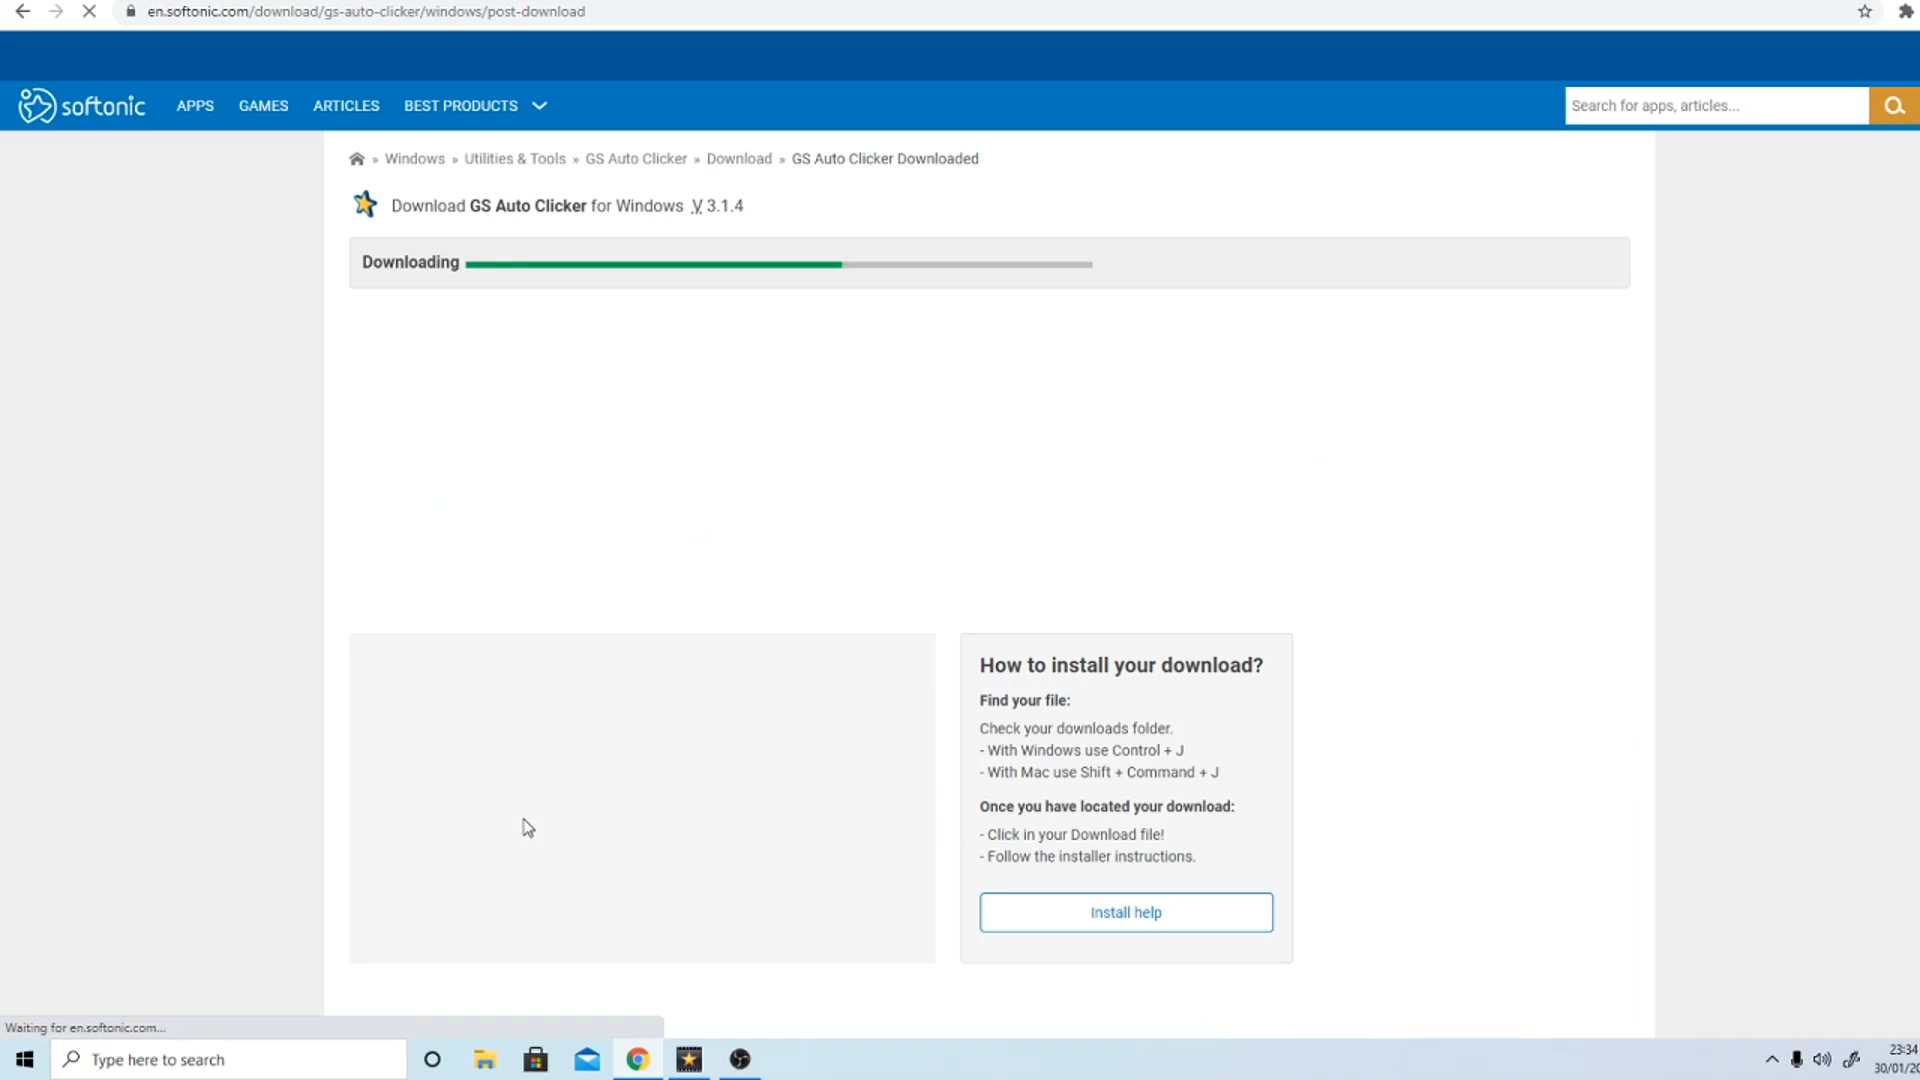 en.softonic.com/download/gs-auto-clicker/windows/post-download
softonic APPS GAMES ARTICLES BEST PRODUCTS Search for apps, articles...
» Windows » Utilities & Tools » GS Auto Clicker » Download » GS Auto Clicker Downloaded
Download GS Auto Clicker for Windows V 3.1.4
Downloading
How to install your download?
Find your file:
Check your downloads folder.
- With Windows use Control + J
- With Mac use Shift + Command + J
Once you have located your download:
- Click in your Download file!
- Follow the installer instructions.
Install help
Waiting for en.softonic.com...
Type here to search
23:34
30/01/20